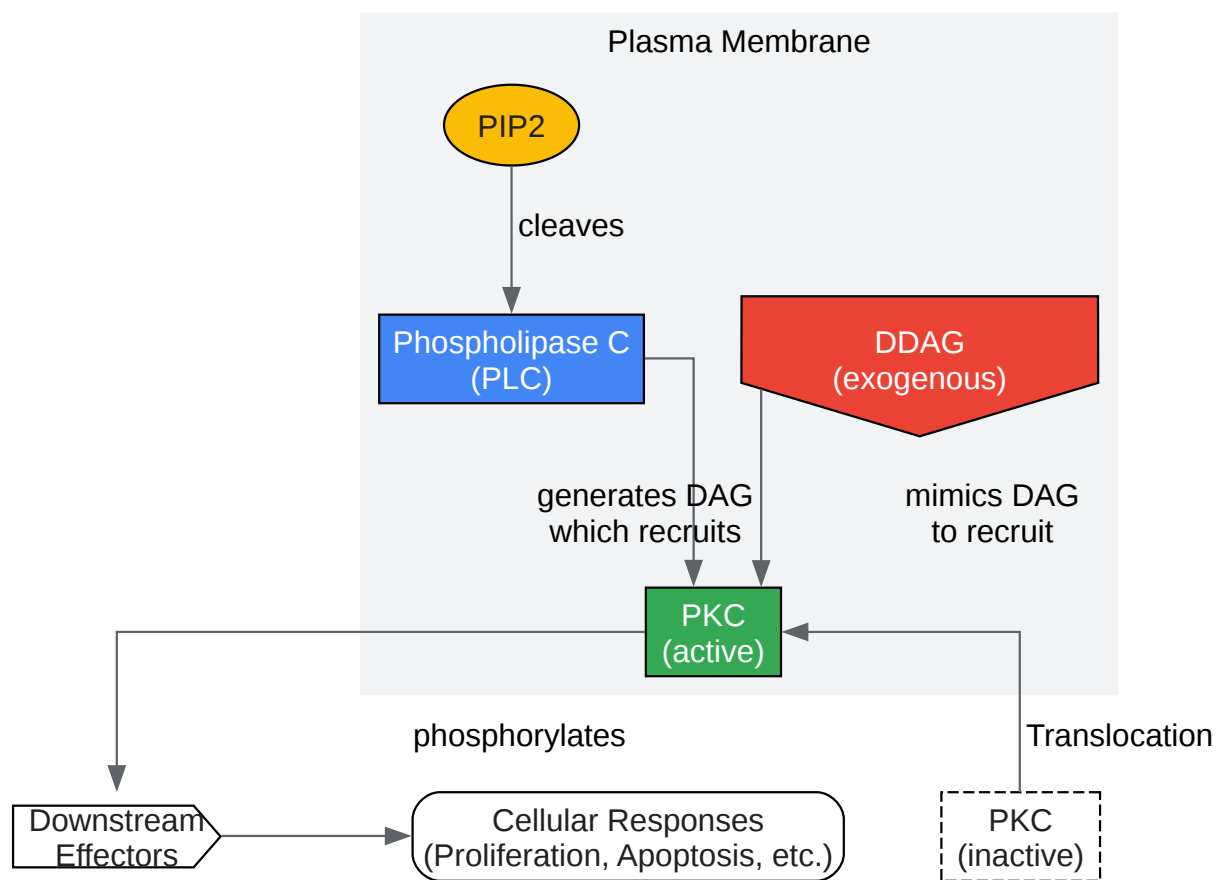 Plasma Membrane
PIP2
cleaves
Phospholipase C
(PLC)
DDAG
(exogenous)
generates DAG
which recruits
mimics DAG
to recruit
PKC
(active)
phosphorylates
Translocation
Downstream
Effectors
Cellular Responses
(Proliferation, Apoptosis, etc.)
PKC
(inactive)